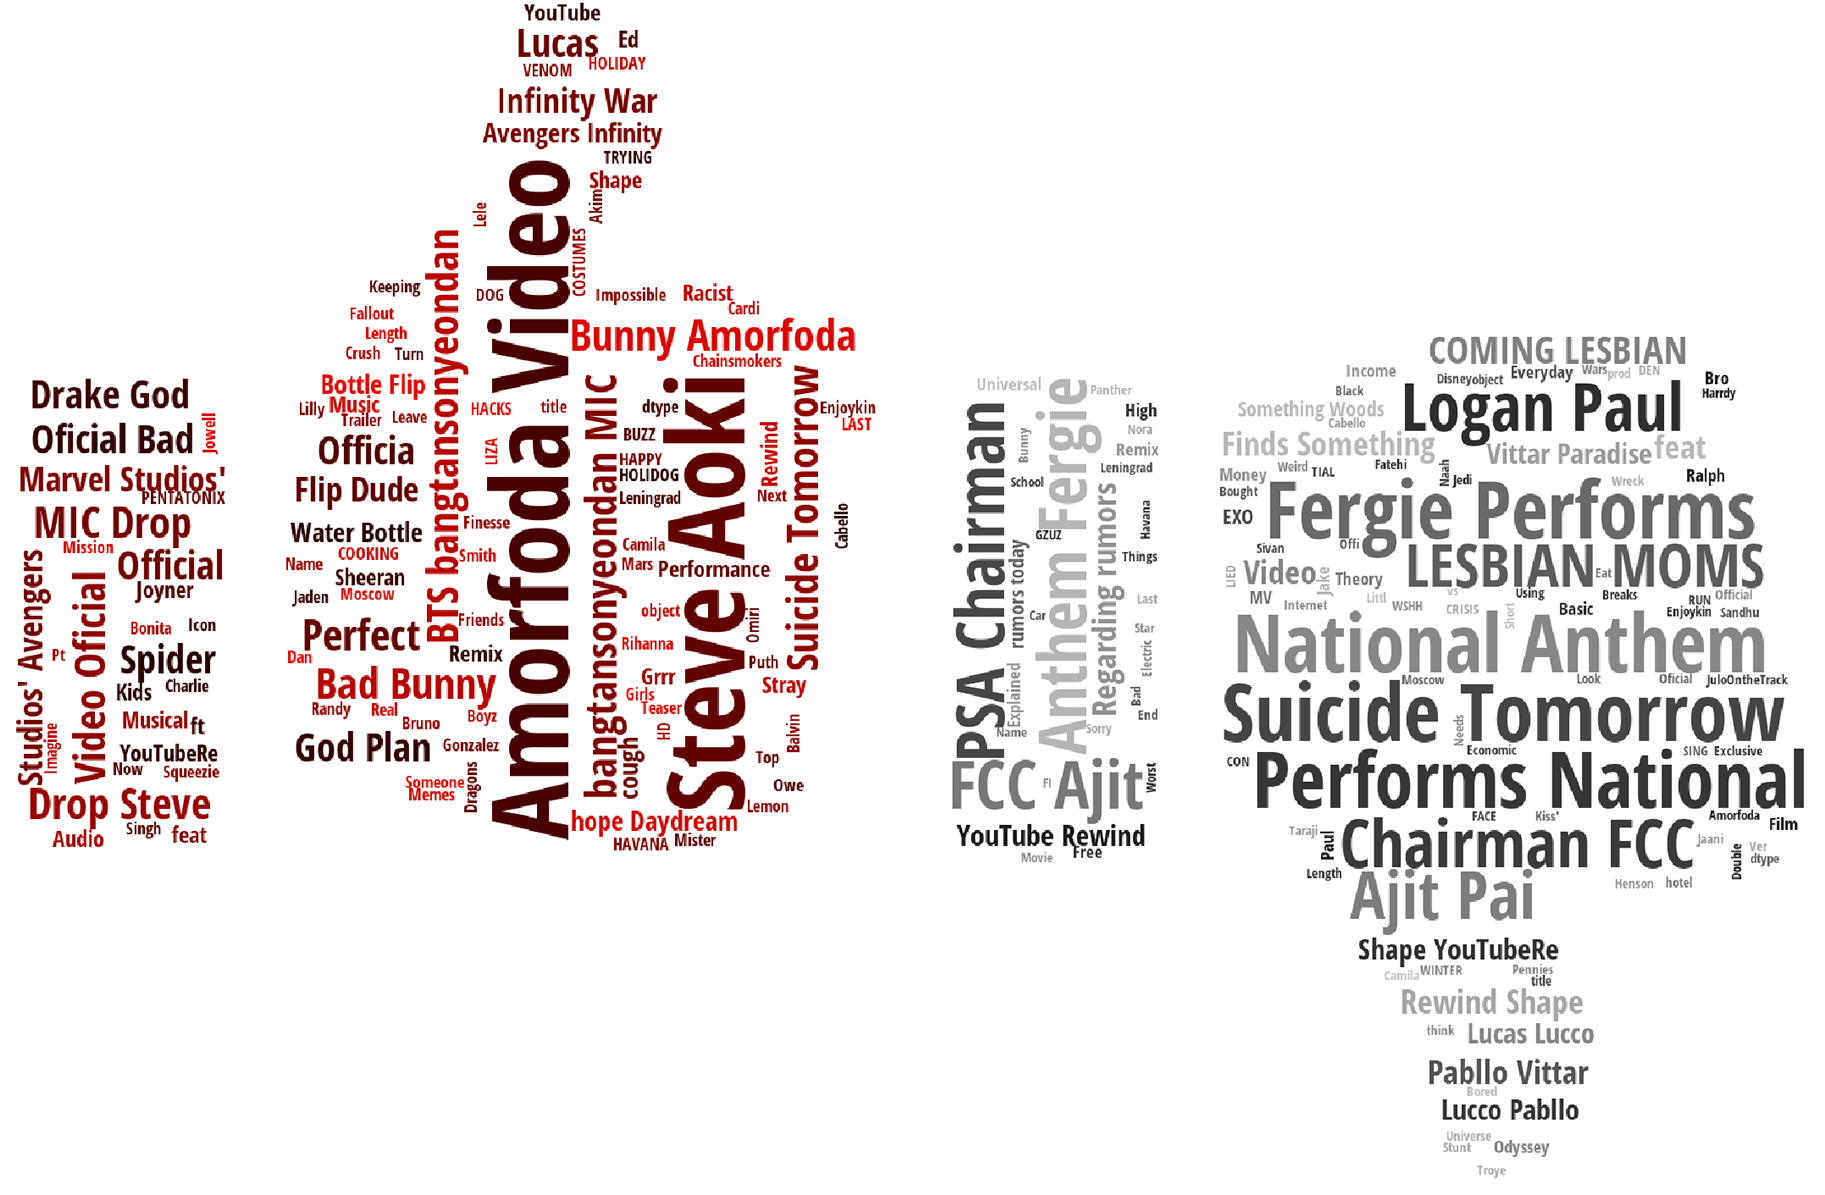 YouTube
Lucas
Ed
VENOM
HOLIDAY
Infinity War
Avengers Infinity
TRYING
Shape
Akim
Lele
COSTUMES
Amorfoda Video
BTS bangtansonyeondan
Keeping
DOG
Impossible
Racist
Cardi
Fallout
Length
Crush
Turn
Bunny Amorfoda
Chainsmokers
Bottle Flip
Lilly
Music
Trailer
Leave
HACKS
title
dtype
Enjoykin
LAST
Officia
LIZA
BUZZ
HAPPY
HOLIDOG
Leningrad
Rewind
Next
Flip Dude
bangtansonyeondan MIC
Steve Aoki
Suicide Tomorrow
Cabello
Water Bottle
Finesse
COOKING
Name
Smith
Camila
Mars
Performance
Sheeran
Jaden
Moscow
object
Omiri
Friends
Perfect
Dan
Remix
Rihanna
Puth
Bad Bunny
Grrr
Girls
Teaser
Stray
Randy
Real
Bruno
Boyz
HD
Balvin
God Plan
Gonzalez
cough
Top
Someone
Memes
Dragons
Owe
Lemon
hope Daydream
HAVANA
Mister
Drake God
Oficial Bad
Jowell
Marvel Studios'
PENTATONIX
MIC Drop
Mission
Official
Studios' Avengers
Video Oficial
Joyner
Bonita
Icon
Pt
Spider
Kids
Charlie
Musical
ft
Imagine
YouTubeRe
Now
Squeezie
Drop Steve
Audio
Singh
feat
Universal
Panther
PSA Chairman
Anthem Fergie
High
Nora
Bunny
Remix
Leningrad
School
Regarding rumors
rumors today
GZUZ
Havana
Things
Car
Last
Star
Electric
Explained
Name
Bad
End
Sorry
FCC Ajit
FI
Worst
YouTube Rewind
Movie
Free
COMING LESBIAN
Income
Disney
object
Everyday
Wars
prod
DEN
Bro
Harrdy
Black
Logan Paul
Something Woods
Cabello
Finds Something
Vittar Paradise
feat
Money
Weird
TIAL
Fatehi
Naah
Jedi
Wreck
Ralph
Bought
EXO
Fergie Performs
Sivan
Offi
LESBIAN MOMS
LIED
Video
Jake
Theory
Eat
MV
Internet
Littl
WSHH
vs
CRISIS
Short
Using
Basic
Breaks
RUN
Official
Enjoykin
Sandhu
National Anthem
Moscow
Look
Oficial
JuloOntheTrack
Suicide Tomorrow
Needs
Economic
SING
Exclusive
CON
Performs National
FACE
Kiss'
Amorfoda
Film
Taraji
Paul
Chairman FCC
Jaani
Double
Ver
dtype
Length
Ajit Pai
Henson
hotel
Shape YouTubeRe
Camila
WINTER
Pennies
title
Rewind Shape
think
Lucas Lucco
Pabllo Vittar
Bored
Lucco Pabllo
Universe
Stunt
Odyssey
Troye